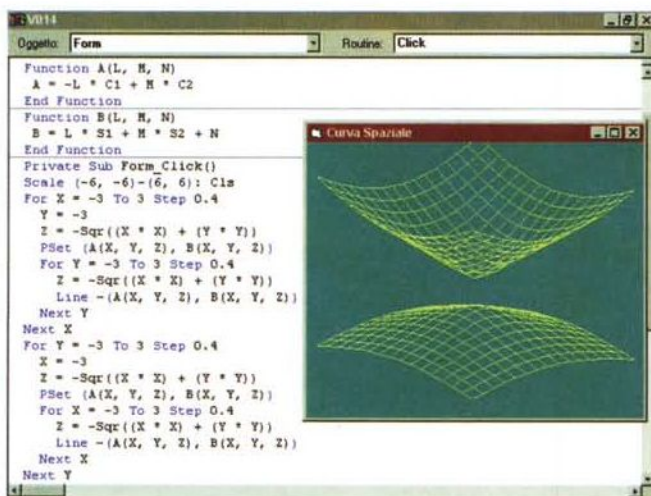 VB14
Oggetto: Form Routine: Click
Function A(L, M, N)
A = -L * C1 + M * C2
End Function
Function B(L, M, N)
B = L * S1 + M * S2 + N
End Function
Private Sub Form_Click()
Scale (-6, -6)-(6, 6): Cls
For X = -3 To 3 Step 0.4
Y = -3
Z = -Sqr((X * X) + (Y * Y))
PSet (A(X, Y, Z), B(X, Y, Z))
For Y = -3 To 3 Step 0.4
Z = -Sqr((X * X) + (Y * Y))
Line -(A(X, Y, Z), B(X, Y, Z))
Next Y
Next X
For Y = -3 To 3 Step 0.4
X = -3
Z = -Sqr((X * X) + (Y * Y))
PSet (A(X, Y, Z), B(X, Y, Z))
For X = -3 To 3 Step 0.4
Z = -Sqr((X * X) + (Y * Y))
Line -(A(X, Y, Z), B(X, Y, Z))
Next X
Next Y
Curva Spaziale